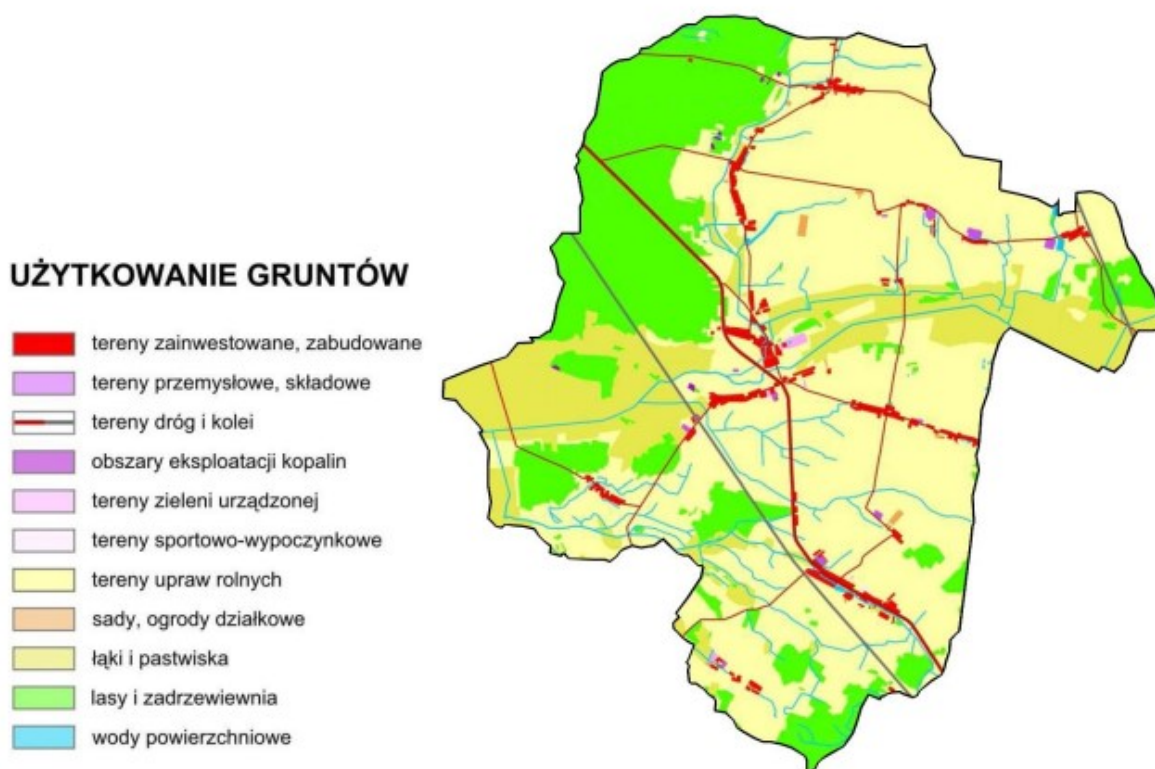 UŻYTKOWANIE GRUNTÓW
tereny zainwestowane, zabudowane
tereny przemysłowe, składowe
tereny dróg i kolei
obszary eksploatacji kopalin
tereny zieleni urządzonej
tereny sportowo-wypoczynkowe
tereny upraw rolnych
sady, ogrody działkowe
łąki i pastwiska
lasy i zadrzewiewnia
wody powierzchniowe